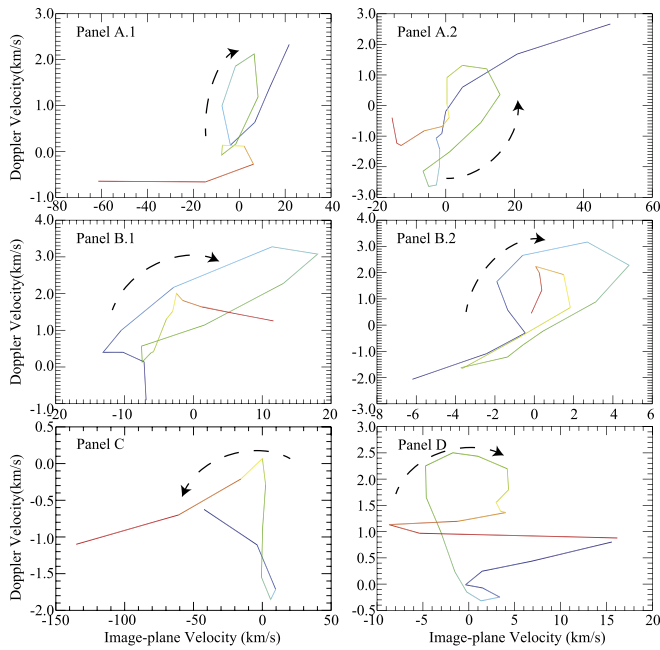 Panel A.1
Doppler Velocity(km/s)
3.0
2.0
1.0
0.0
-1.0
-80 -60 -40 -20 0 20 40
Panel A.2
3.0
2.0
1.0
0
-1.0
-2.0
-3.0
-20 0 20 40 60
Panel B.1
Doppler Velocity(km/s)
4.0
3.0
2.0
1.0
0.0
-1.0
-20 -10 0 10 20
Panel B.2
4.0
3.0
2.0
1.0
0
-1.0
-2.0
-3.0
-8 -6 -4 -2 0 2 4 6
Panel C
Doppler Velocity(km/s)
0.5
0.0
-0.5
-1.0
-1.5
-2.0
-150 -100 -50 0 50
Image-plane Velocity (km/s)
Panel D
3.0
2.5
2.0
1.5
1.0
0.5
0.0
-0.5
-10 -5 0 5 10 15 20
Image-plane Velocity (km/s)